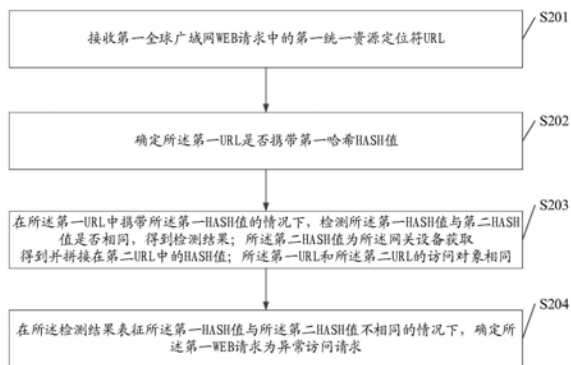 S201
接收第一全球广域网WEB请求中的第一统一资源定位符URL
S202
确定所述第一URL是否携带第一哈希HASH值
S203
在所述第一URL中携带所述第一HASH值的情况下，检测所述第一HASH值与第二HASH
值是否相同，得到检测结果；所述第二HASH值为所述网关设备获取
得到并拼接在第二URL中的HASH值；所述第一URL和所述第二URL的访问对象相同
S204
在所述检测结果表征所述第一HASH值与所述第二HASH值不相同的情况下，确定所
述第一WEB请求为异常访问请求